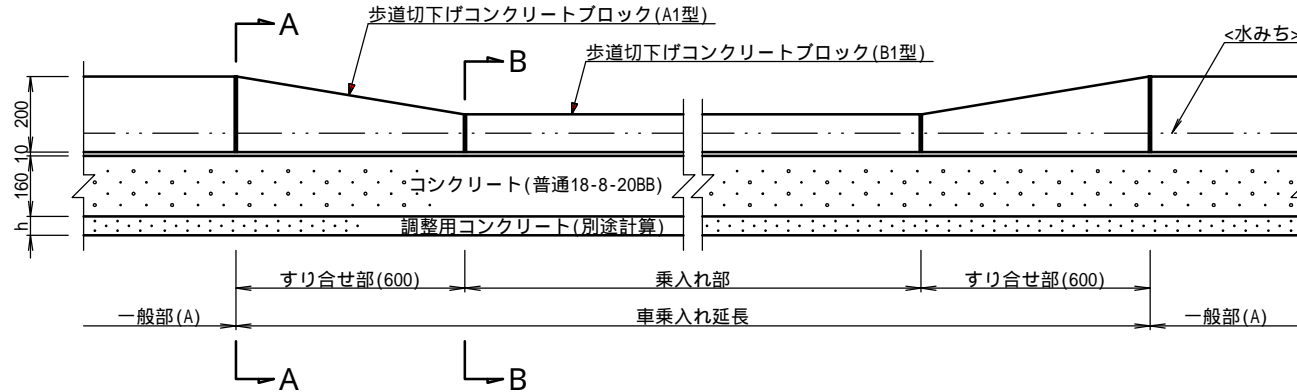 歩道切下げコンクリートブロック(A1型)
A
<水みち>
歩道切下げコンクリートブロック(B1型)
B
200
10
160
コンクリート(普通18-8-20BB)
h
調整用コンクリート(別途計算)
すり合せ部(600)
乗入れ部
すり合せ部(600)
一般部(A)
車乗入れ延長
一般部(A)
A
B